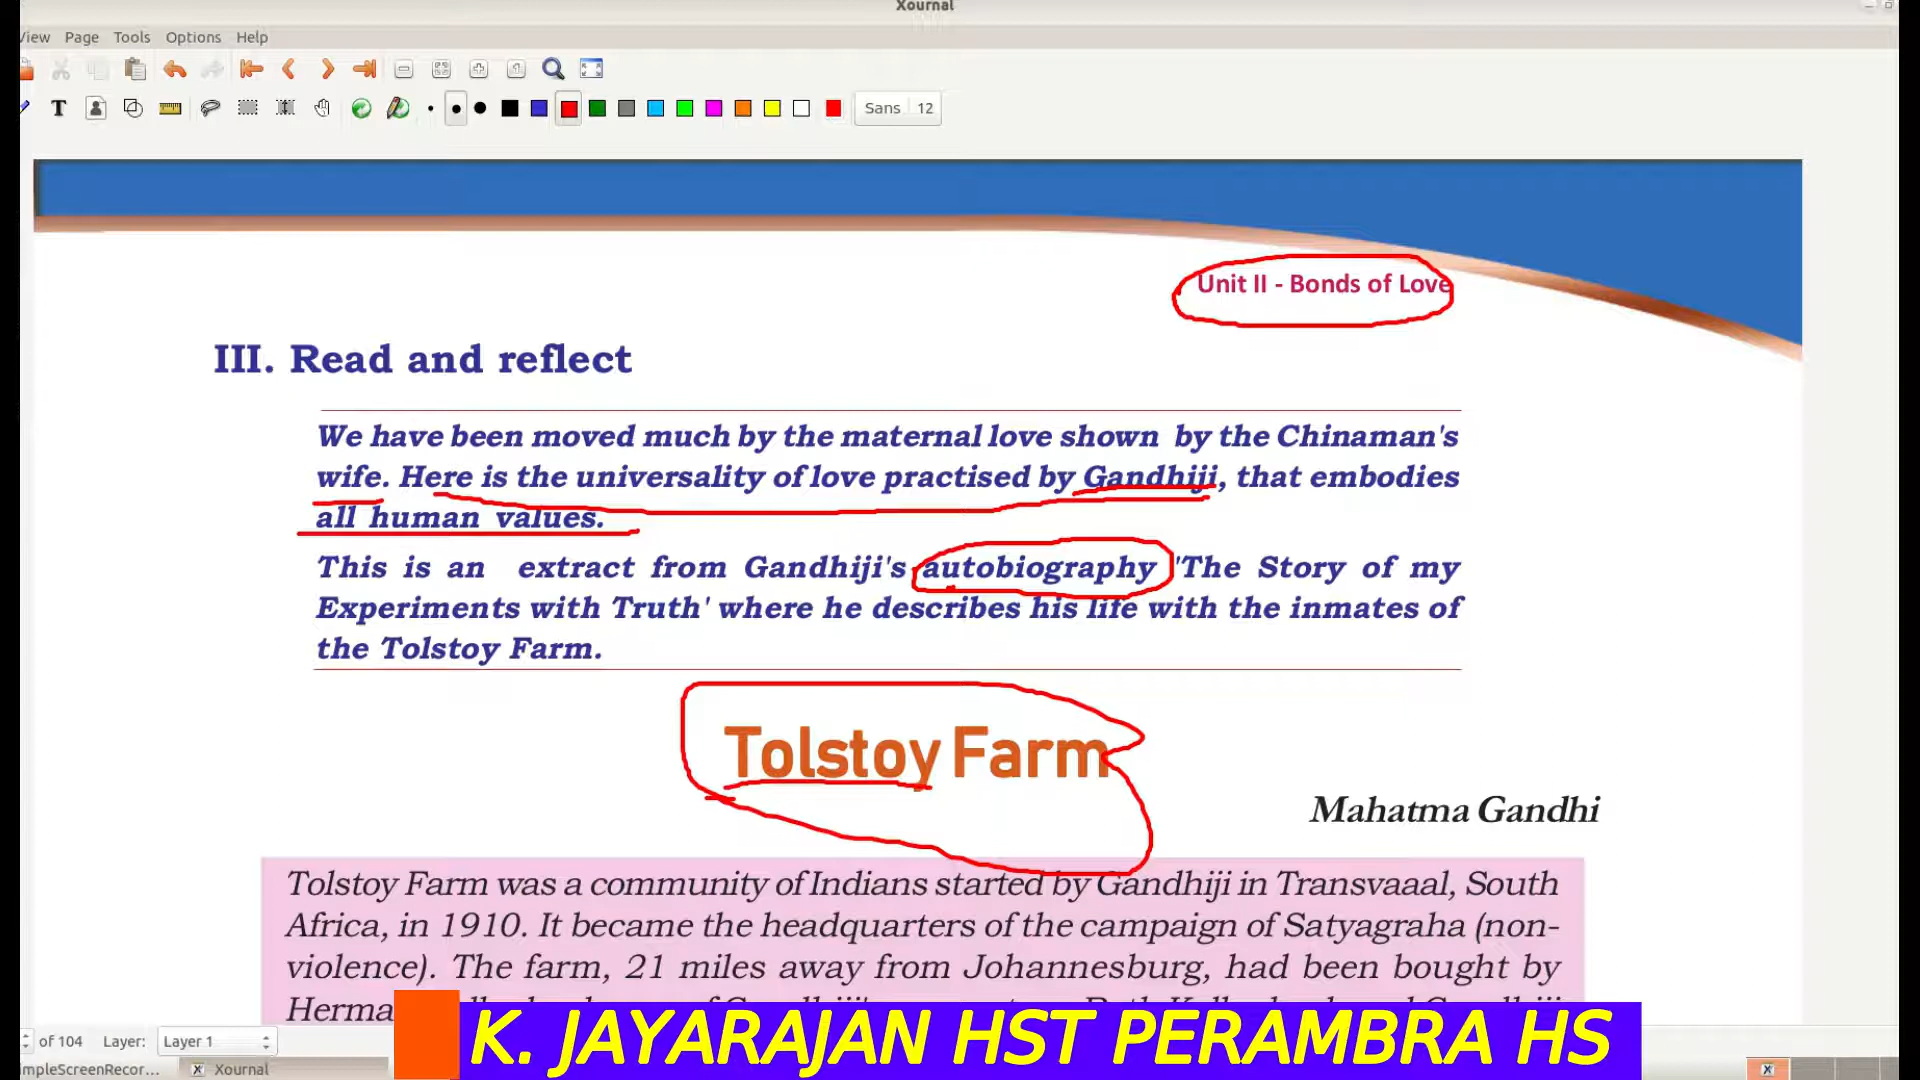 Xournal
View Page Tools Options Help
T Sans 12
Unit II - Bonds of Love
III. Read and reflect
We have been moved much by the maternal love shown by the Chinaman's
wife. Here is the universality of love practised by Gandhiji, that embodies
all human values.
This is an extract from Gandhiji's autobiography 'The Story of my
Experiments with Truth' where he describes his life with the inmates of
the Tolstoy Farm.
Tolstoy Farm
Mahatma Gandhi
Tolstoy Farm was a community of Indians started by Gandhiji in Transvaaal, South
Africa, in 1910. It became the headquarters of the campaign of Satyagraha (non-
violence). The farm, 21 miles away from Johannesburg, had been bought by
K. JAYARAJAN HST PERAMBRA HS
of 104 Layer: Layer 1
mpleScreenRecor... Xournal